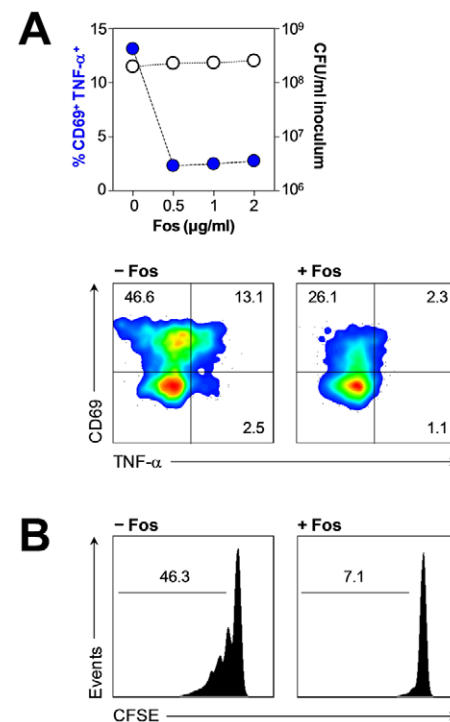 A
15
10
5
0
% CD69⁺ TNF-α⁺
10⁹
10⁸
10⁷
10⁶
CFU/ml inoculum
0 0.5 1 2
Fos (µg/ml)
– Fos
+ Fos
46.6 13.1
2.5
26.1 2.3
1.1
CD69
TNF-α
B
– Fos
+ Fos
46.3
7.1
Events
CFSE